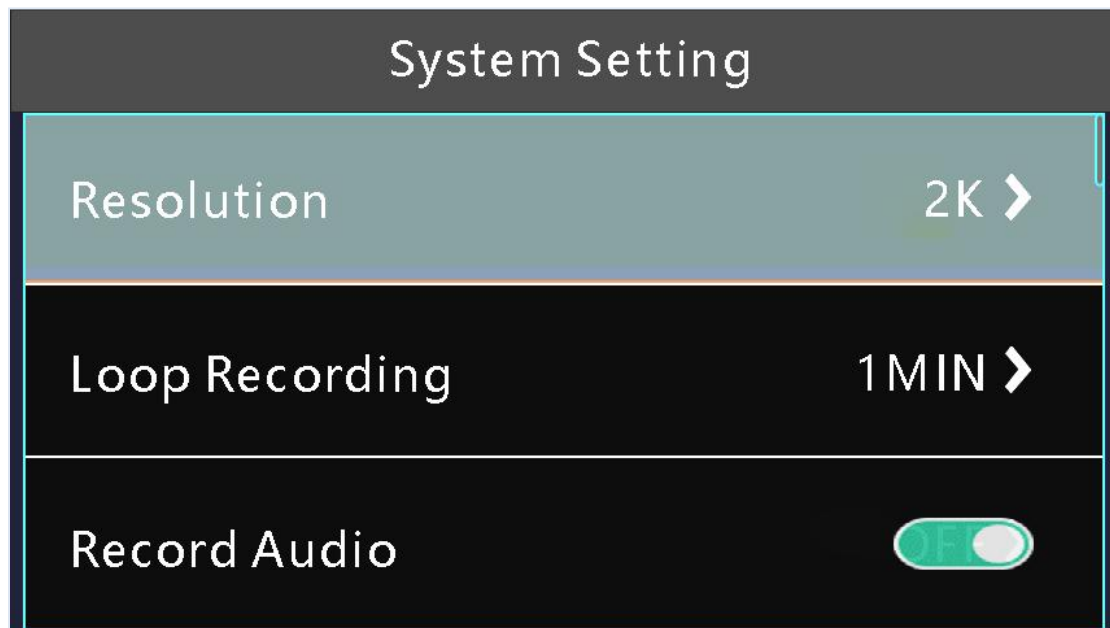 System Setting
Resolution 2K
Loop Recording 1MIN
Record Audio